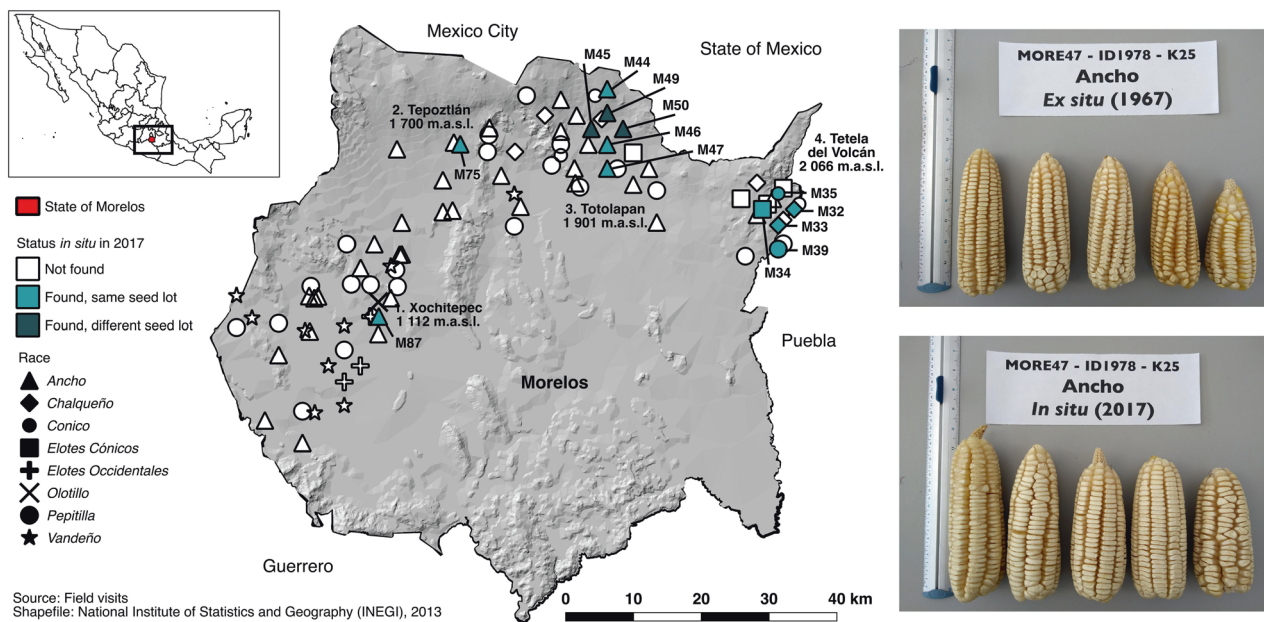 Mexico City
State of Mexico
M45
M44
M49
M50
M46
M47
2. Tepoztlán
1 700 m.a.s.l.
M75
3. Totolapan
1 901 m.a.s.l.
4. Tetela
del Volcán
2 066 m.a.s.l.
M35
M32
M33
M39
M34
1. Xochitepec
1 112 m.a.s.l.
M87
Morelos
Puebla
Guerrero
State of Morelos
Status in situ in 2017
Not found
Found, same seed lot
Found, different seed lot
Race
Ancho
Chalqueño
Conico
Elotes Cónicos
Elotes Occidentales
Olotillo
Pepitilla
Vandeño
Source: Field visits
Shapefile: National Institute of Statistics and Geography (INEGI), 2013
0 10 20 30 40 km
MORE47 - ID1978 - K25
Ancho
Ex situ (1967)
MORE47 - ID1978 - K25
Ancho
In situ (2017)